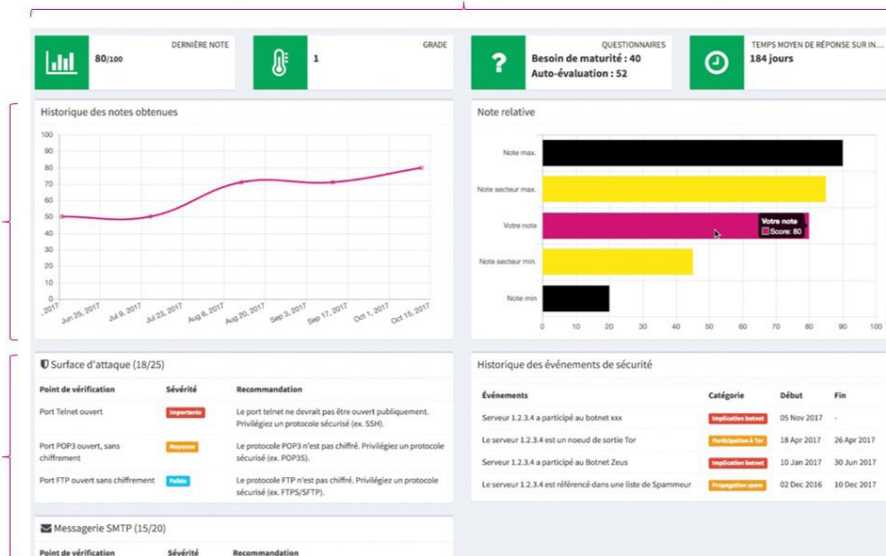 DERNIÈRE NOTE
80/100
GRADE
1
QUESTIONNAIRES
Besoin de maturité : 40
Auto-évaluation : 52
TEMPS MOYEN DE RÉPONSE SUR IN...
184 jours
Historique des notes obtenues
100
90
80
70
60
50
40
30
20
10
0
, 2017
Jun 25, 2017
Jul 9, 2017
Jul 23, 2017
Aug 6, 2017
Aug 20, 2017
Sep 3, 2017
Sep 17, 2017
Oct 1, 2017
Oct 15, 2017
Note relative
Note max.
Note secteur max.
Votre note
Note secteur min.
Note min
Votre note
Score: 80
0 10 20 30 40 50 60 70 80 90 100
Surface d'attaque (18/25)
Point de vérification Sévérité Recommandation
Port Telnet ouvert Importante Le port telnet ne devrait pas être ouvert publiquement.
Privilégiez un protocole sécurisé (ex. SSH).
Port POP3 ouvert, sans Moyenne Le protocole POP3 n'est pas chiffré. Privilégiez un protocole
chiffrement sécurisé (ex. POP3S).
Port FTP ouvert sans chiffrement Faible Le protocole FTP n'est pas chiffré. Privilégiez un protocole
sécurisé (ex. FTPS/SFTP).
Historique des événements de sécurité
Événements Catégorie Début Fin
Serveur 1.2.3.4 a participé au botnet xxx Implication botnet 05 Nov 2017 -
Le serveur 1.2.3.4 est un noeud de sortie Tor Participation à Tor 18 Apr 2017 26 Apr 2017
Serveur 1.2.3.4 a participé au Botnet Zeus Implication botnet 10 Jan 2017 30 Jun 2017
Le serveur 1.2.3.4 est référencé dans une liste de Spammeur Propagation spam 02 Dec 2016 10 Dec 2017
Messagerie SMTP (15/20)
Point de vérification Sévérité Recommandation